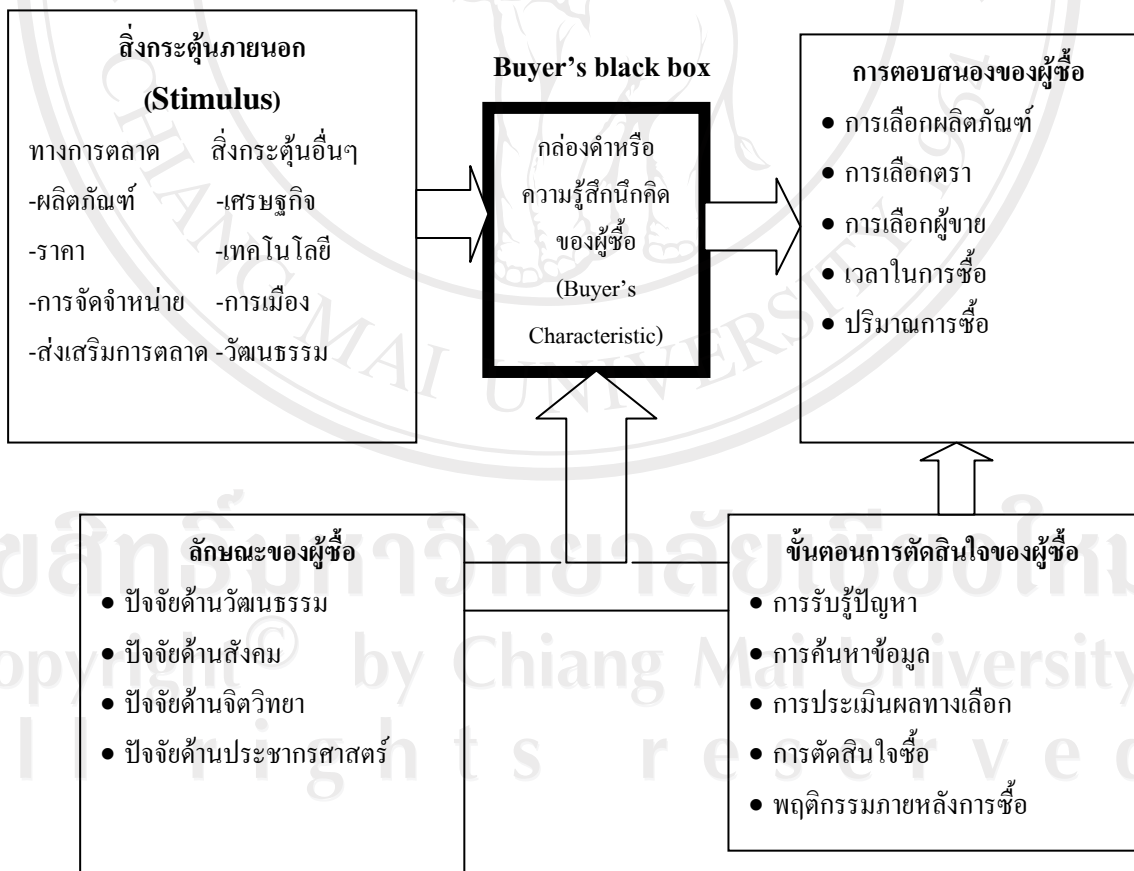 สิ่งกระตุ้นภายนอก
(Stimulus)
ทางการตลาด สิ่งกระตุ้นอื่นๆ
-ผลิตภัณฑ์ -เศรษฐกิจ
-ราคา -เทคโนโลยี
-การจัดจำหน่าย -การเมือง
-ส่งเสริมการตลาด -วัฒนธรรม
Buyer's black box
กล่องดำหรือ
ความรู้สึกนึกคิด
ของผู้ซื้อ
(Buyer's
Characteristic)
การตอบสนองของผู้ซื้อ
• การเลือกผลิตภัณฑ์
• การเลือกตรา
• การเลือกผู้ขาย
• เวลาในการซื้อ
• ปริมาณการซื้อ
ลักษณะของผู้ซื้อ
• ปัจจัยด้านวัฒนธรรม
• ปัจจัยด้านสังคม
• ปัจจัยด้านจิตวิทยา
• ปัจจัยด้านประชากรศาสตร์
ขั้นตอนการตัดสินใจของผู้ซื้อ
• การรับรู้ปัญหา
• การค้นหาข้อมูล
• การประเมินผลทางเลือก
• การตัดสินใจซื้อ
• พฤติกรรมภายหลังการซื้อ
CHIANG MAI UNIVERSITY 1964
by Chiang Mai University
rights reserved